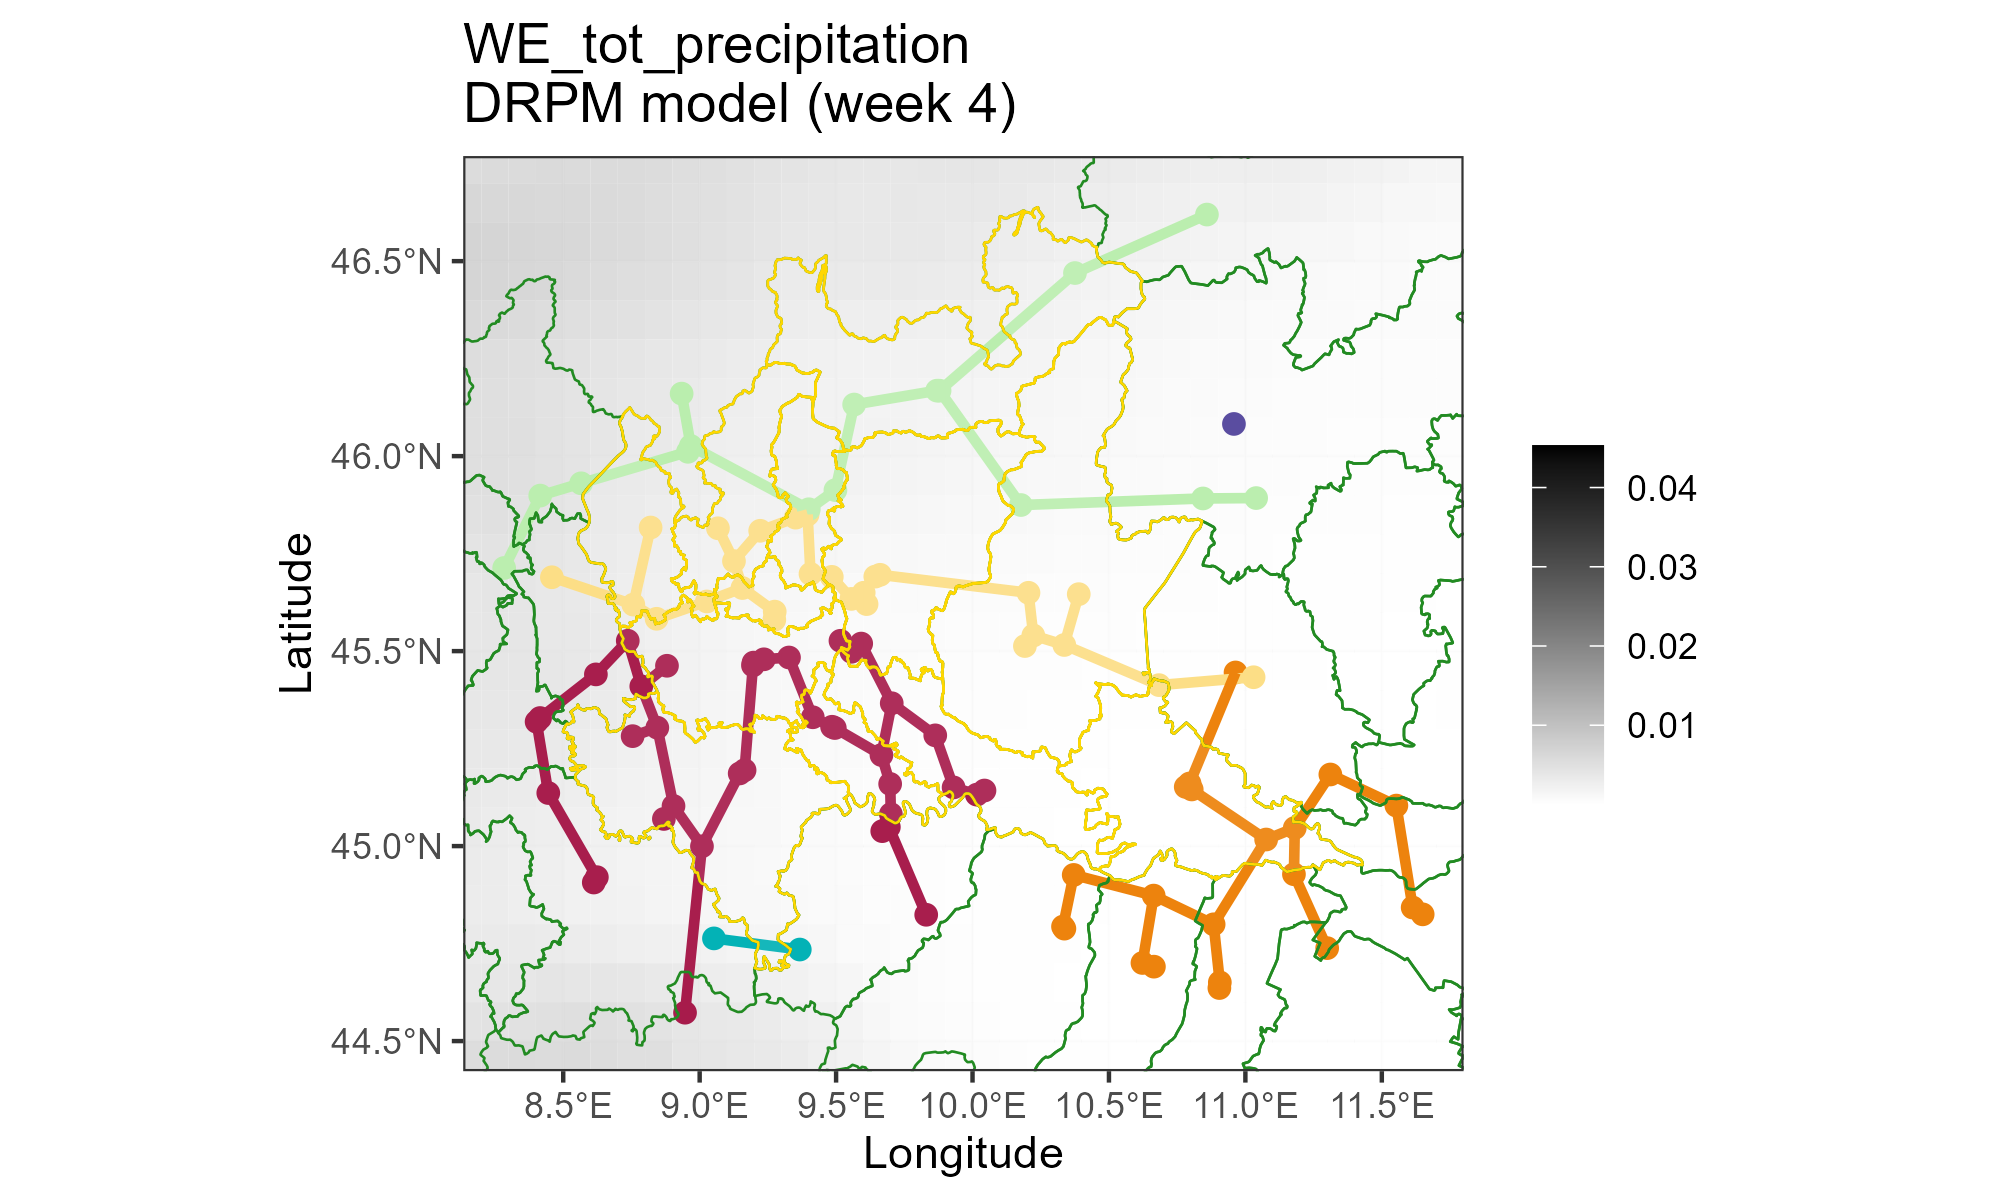 WE_tot_precipitation
DRPM model (week 4)
46.5°N
46.0°N
45.5°N
45.0°N
44.5°N
Latitude
8.5°E 9.0°E 9.5°E 10.0°E 10.5°E 11.0°E 11.5°E
Longitude
0.04
0.03
0.02
0.01